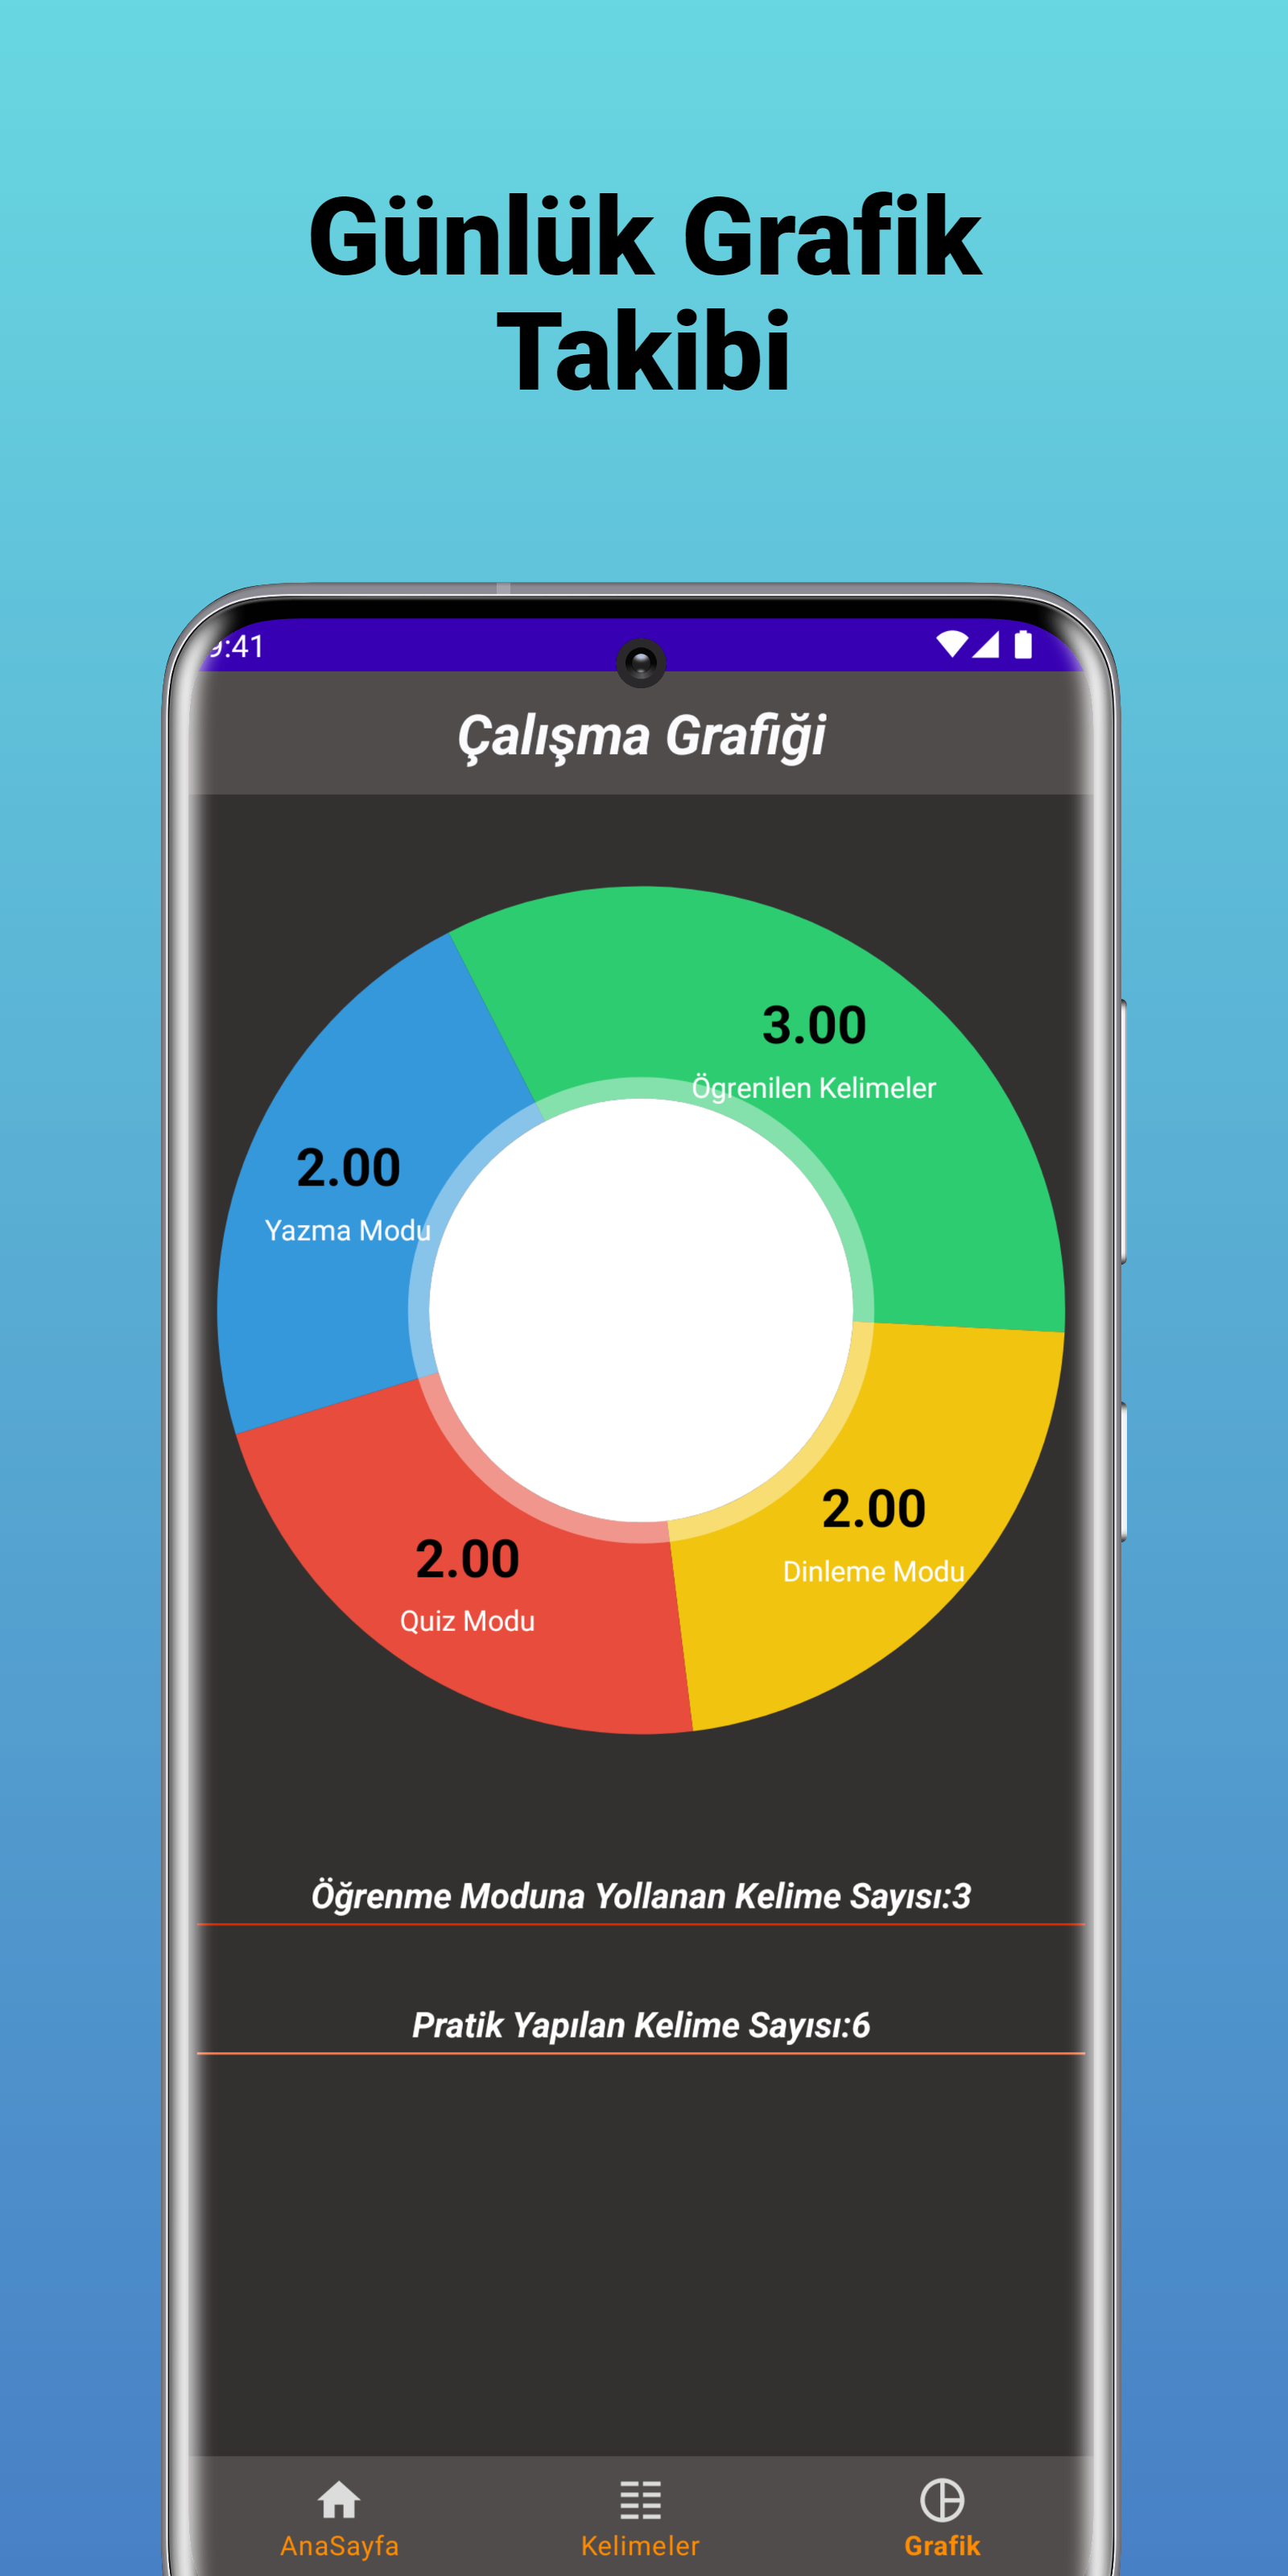 Günlük Grafik
Takibi
9:41
Çalışma Grafiği
3.00
Ögrenilen Kelimeler
2.00
Yazma Modu
2.00
Dinleme Modu
2.00
Quiz Modu
Öğrenme Moduna Yollanan Kelime Sayısı:3
Pratik Yapılan Kelime Sayısı:6
AnaSayfa
Kelimeler
Grafik